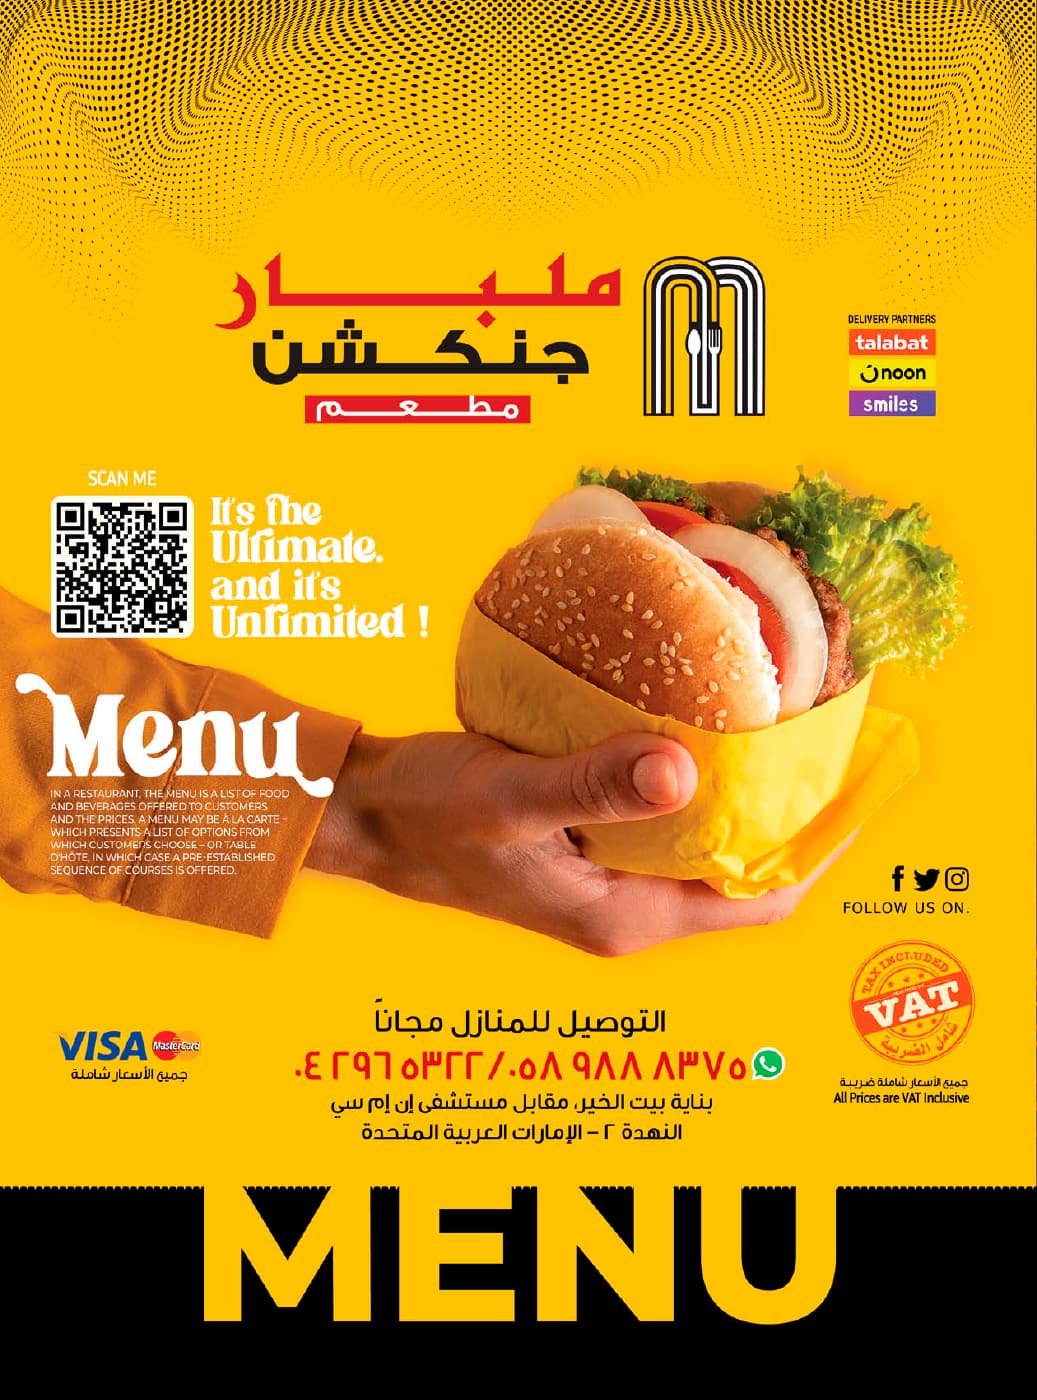 ملبار
جنكشن
مطعم
DELIVERY PARTNERS
talabat
noon
smiles
SCAN ME
It's the
Ultimate.
and it's
Unlimited !
Menu
IN A RESTAURANT, THE MENU IS A LIST OF FOOD
AND BEVERAGES OFFERED TO CUSTOMERS
AND THE PRICES. A MENU MAY BE À LA CARTE –
WHICH PRESENTS A LIST OF OPTIONS FROM
WHICH CUSTOMERS CHOOSE – OR TABLE
D'HÔTE, IN WHICH CASE A PRE-ESTABLISHED
SEQUENCE OF COURSES IS OFFERED.
FOLLOW US ON.
TAX INCLUDED
VAT
شامل الضريبة
جميع الأسعار شاملة ضريبة
All Prices are VAT Inclusive
VISA MasterCard
جميع الأسعار شاملة
التوصيل للمنازل مجاناً
٠٤ ٢٩٦ ٥٣٢٢/٠٥٨ ٩٨٨ ٨٣٧٥
بناية بيت الخير، مقابل مستشفى إن إم سي
النهدة ٢ – الإمارات العربية المتحدة
MENU